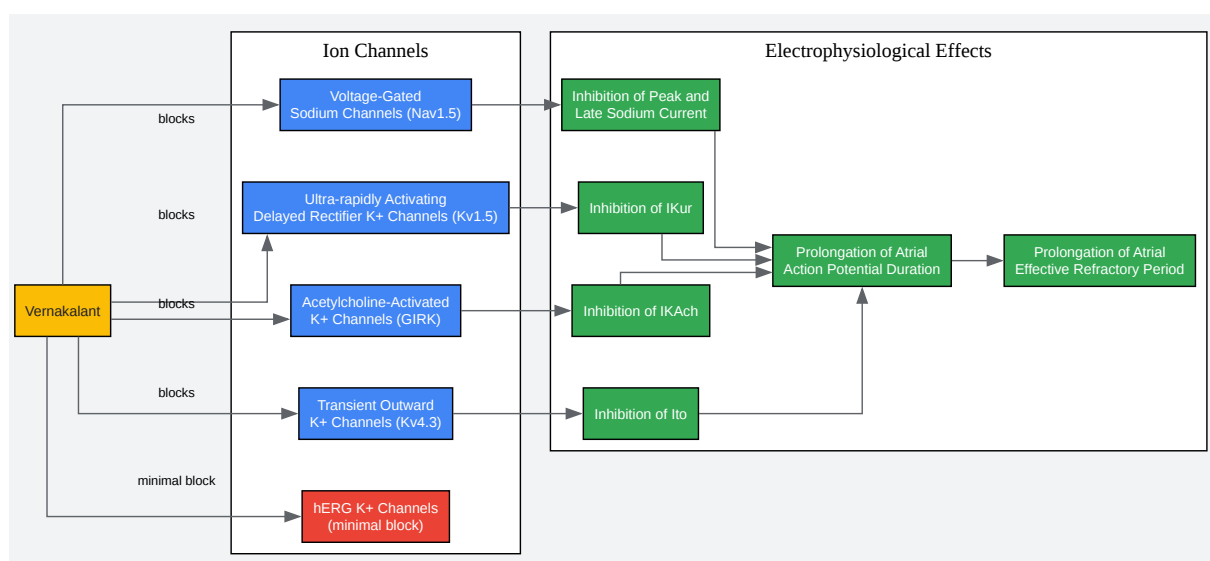 Ion Channels
Electrophysiological Effects
Voltage-Gated
Sodium Channels (Nav1.5)
Inhibition of Peak and
Late Sodium Current
blocks
Ultra-rapidly Activating
Delayed Rectifier K+ Channels (Kv1.5)
Inhibition of IKur
blocks
Prolongation of Atrial
Action Potential Duration
Prolongation of Atrial
Effective Refractory Period
Vernakalant
blocks
Acetylcholine-Activated
K+ Channels (GIRK)
Inhibition of IKAch
blocks
Transient Outward
K+ Channels (Kv4.3)
Inhibition of Ito
minimal block
hERG K+ Channels
(minimal block)